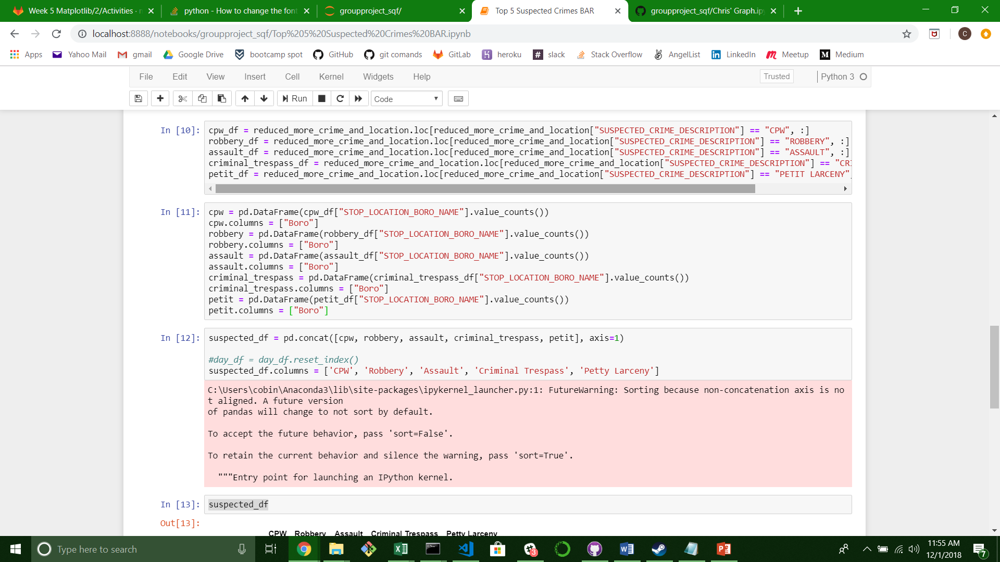 Week 5 Matplotlib/2/Activities · m
python - How to change the font
groupproject_sqf/
Top 5 Suspected Crimes BAR
groupproject_sqf/Chris' Graph.ip
localhost:8888/notebooks/groupproject_sqf/Top%205%20Suspected%20Crimes%20BAR.ipynb
C
Apps Yahoo Mail gmail Google Drive bootcamp spot GitHub git comands GitLab heroku slack Stack Overflow AngelList LinkedIn Meetup Medium
File Edit View Insert Cell Kernel Widgets Help Trusted Python 3
Run Code
In [10]: cpw_df = reduced_more_crime_and_location.loc[reduced_more_crime_and_location["SUSPECTED_CRIME_DESCRIPTION"] == "CPW", :]
robbery_df = reduced_more_crime_and_location.loc[reduced_more_crime_and_location["SUSPECTED_CRIME_DESCRIPTION"] == "ROBBERY", :]
assault_df = reduced_more_crime_and_location.loc[reduced_more_crime_and_location["SUSPECTED_CRIME_DESCRIPTION"] == "ASSAULT", :]
criminal_trespass_df = reduced_more_crime_and_location.loc[reduced_more_crime_and_location["SUSPECTED_CRIME_DESCRIPTION"] == "CRI
petit_df = reduced_more_crime_and_location.loc[reduced_more_crime_and_location["SUSPECTED_CRIME_DESCRIPTION"] == "PETIT LARCENY"
In [11]: cpw = pd.DataFrame(cpw_df["STOP_LOCATION_BORO_NAME"].value_counts())
cpw.columns = ["Boro"]
robbery = pd.DataFrame(robbery_df["STOP_LOCATION_BORO_NAME"].value_counts())
robbery.columns = ["Boro"]
assault = pd.DataFrame(assault_df["STOP_LOCATION_BORO_NAME"].value_counts())
assault.columns = ["Boro"]
criminal_trespass = pd.DataFrame(criminal_trespass_df["STOP_LOCATION_BORO_NAME"].value_counts())
criminal_trespass.columns = ["Boro"]
petit = pd.DataFrame(petit_df["STOP_LOCATION_BORO_NAME"].value_counts())
petit.columns = ["Boro"]
In [12]: suspected_df = pd.concat([cpw, robbery, assault, criminal_trespass, petit], axis=1)
#day_df = day_df.reset_index()
suspected_df.columns = ['CPW', 'Robbery', 'Assault', 'Criminal Trespass', 'Petty Larceny']
C:\Users\cobin\Anaconda3\lib\site-packages\ipykernel_launcher.py:1: FutureWarning: Sorting because non-concatenation axis is no
t aligned. A future version
of pandas will change to not sort by default.
To accept the future behavior, pass 'sort=False'.
To retain the current behavior and silence the warning, pass 'sort=True'.
"""Entry point for launching an IPython kernel.
In [13]: suspected_df
Out[13]:
CPW Robbery Assault Criminal Trespass Petty Larceny
Type here to search
3
11:55 AM
12/1/2018
7